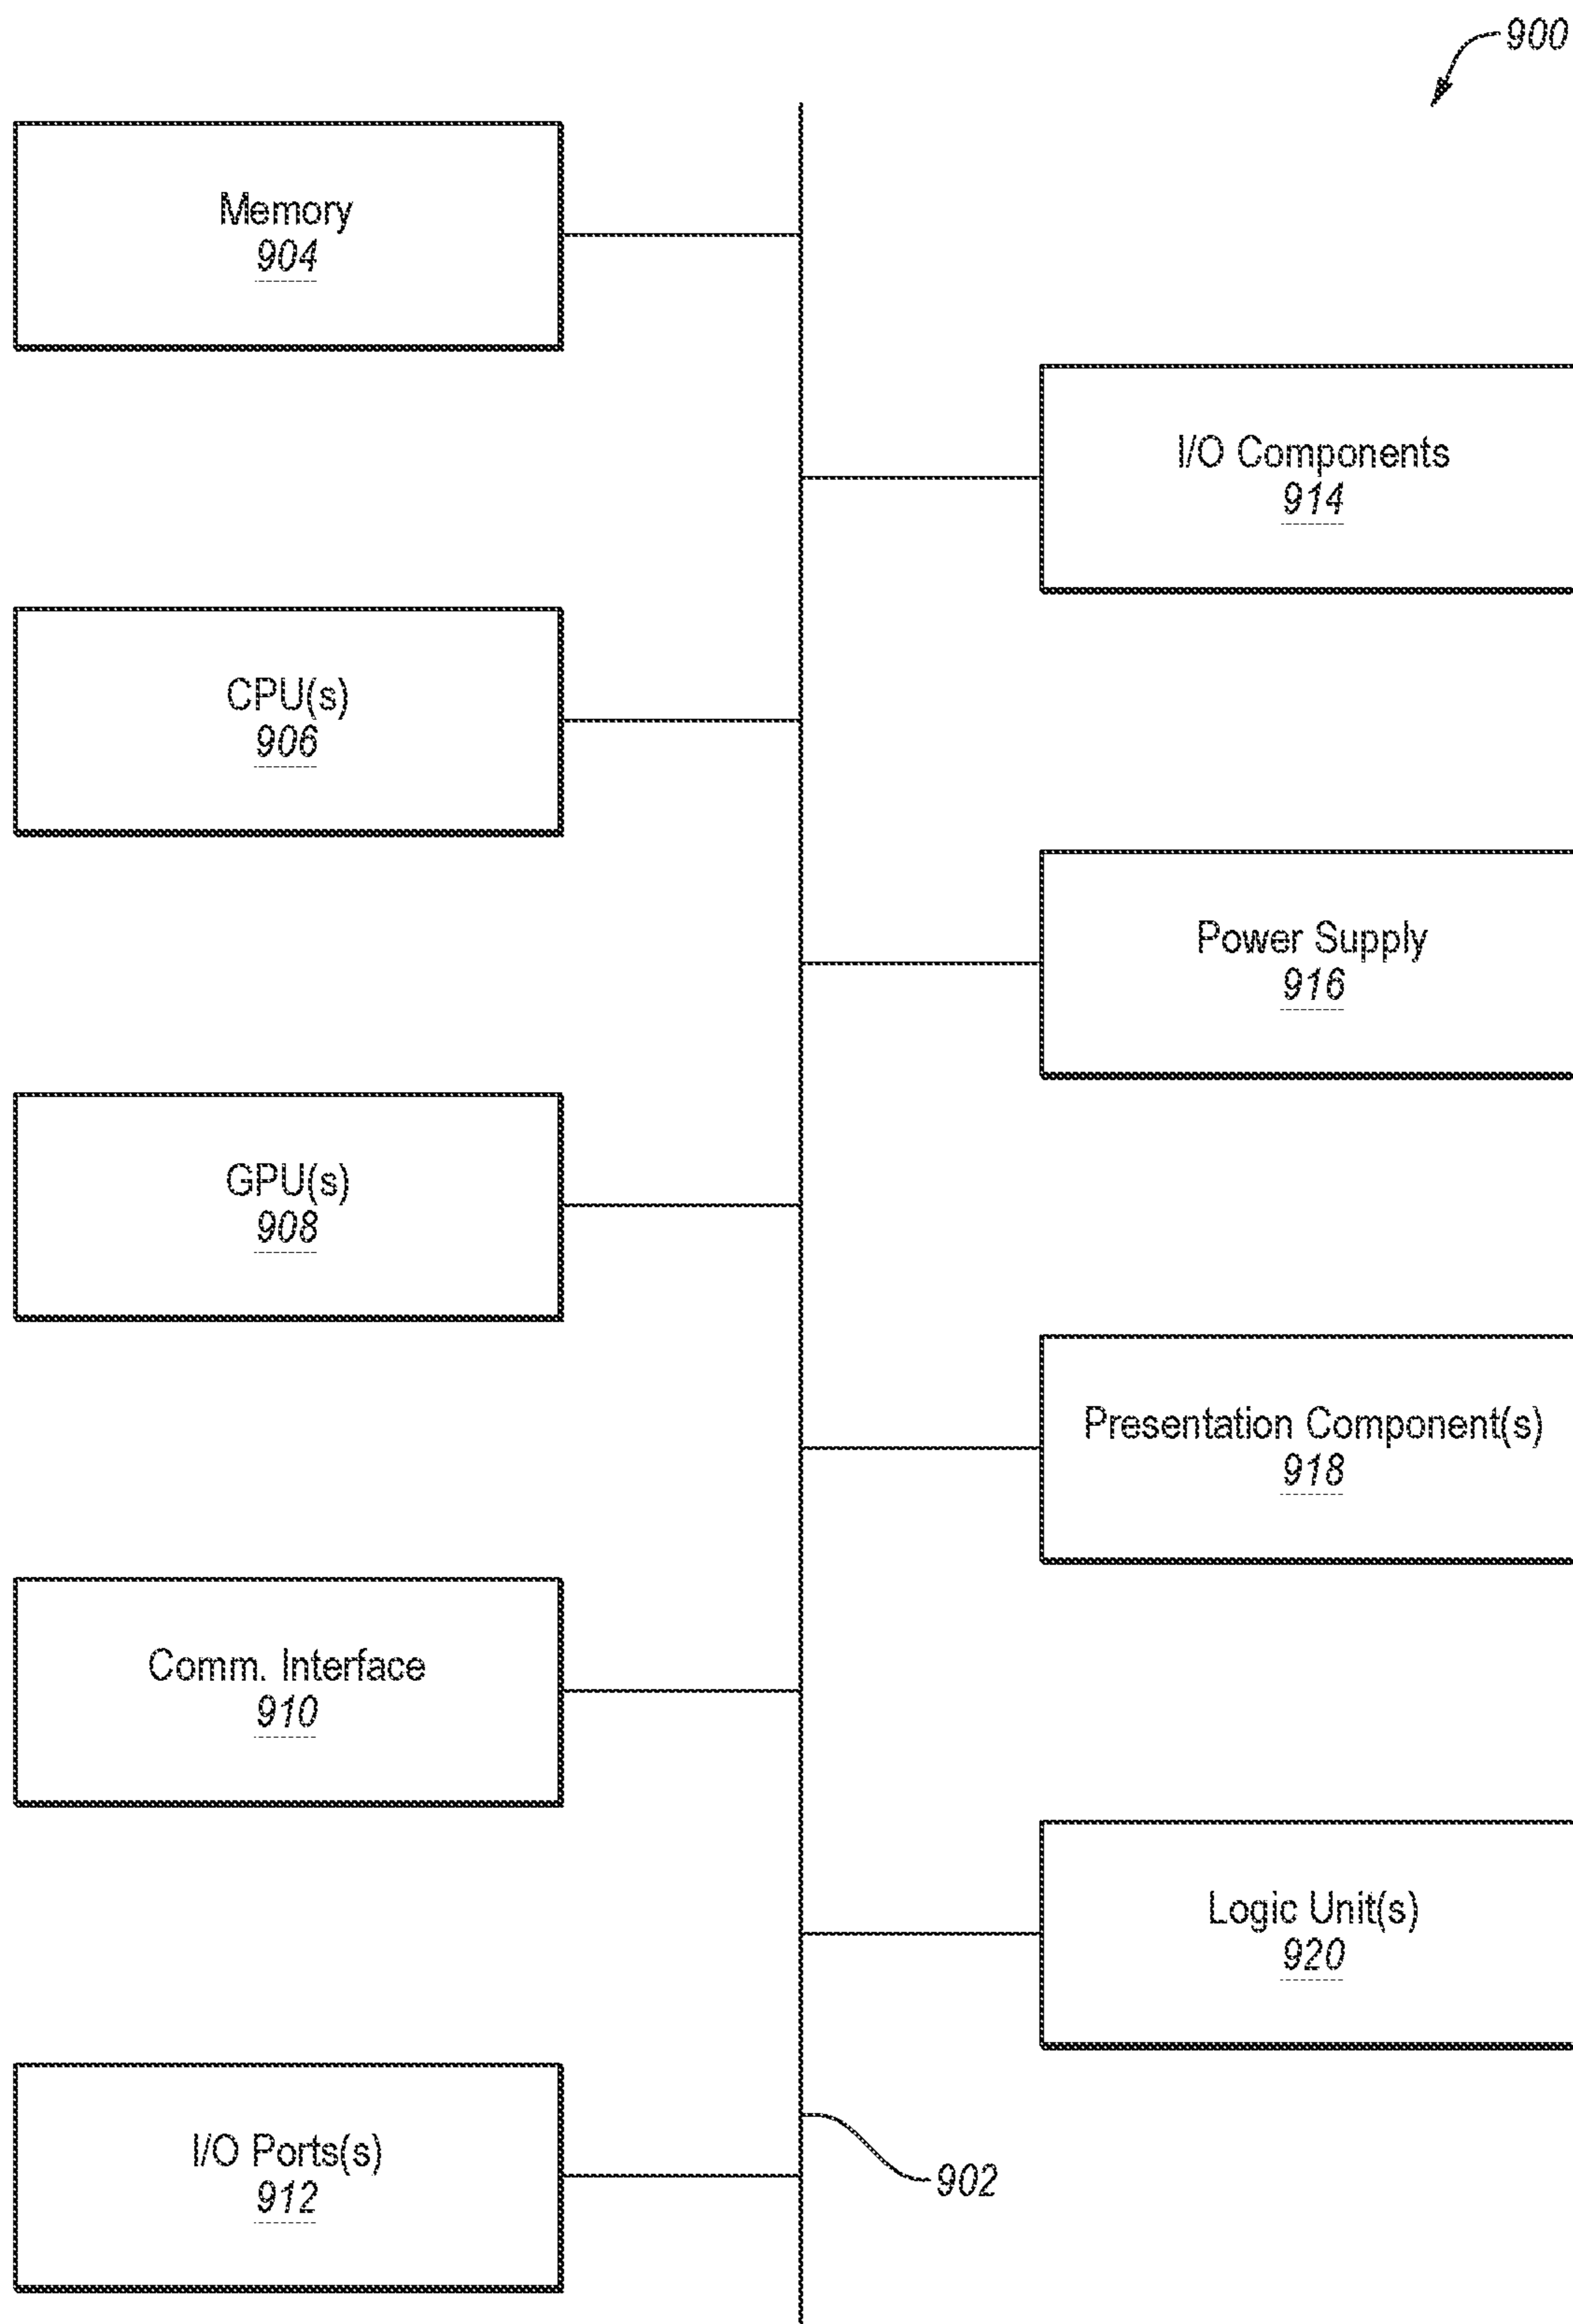 900
Memory
904
I/O Components
914
CPU(s)
906
Power Supply
916
GPU(s)
908
Presentation Component(s)
918
Comm. Interface
910
Logic Unit(s)
920
I/O Ports(s)
912
902